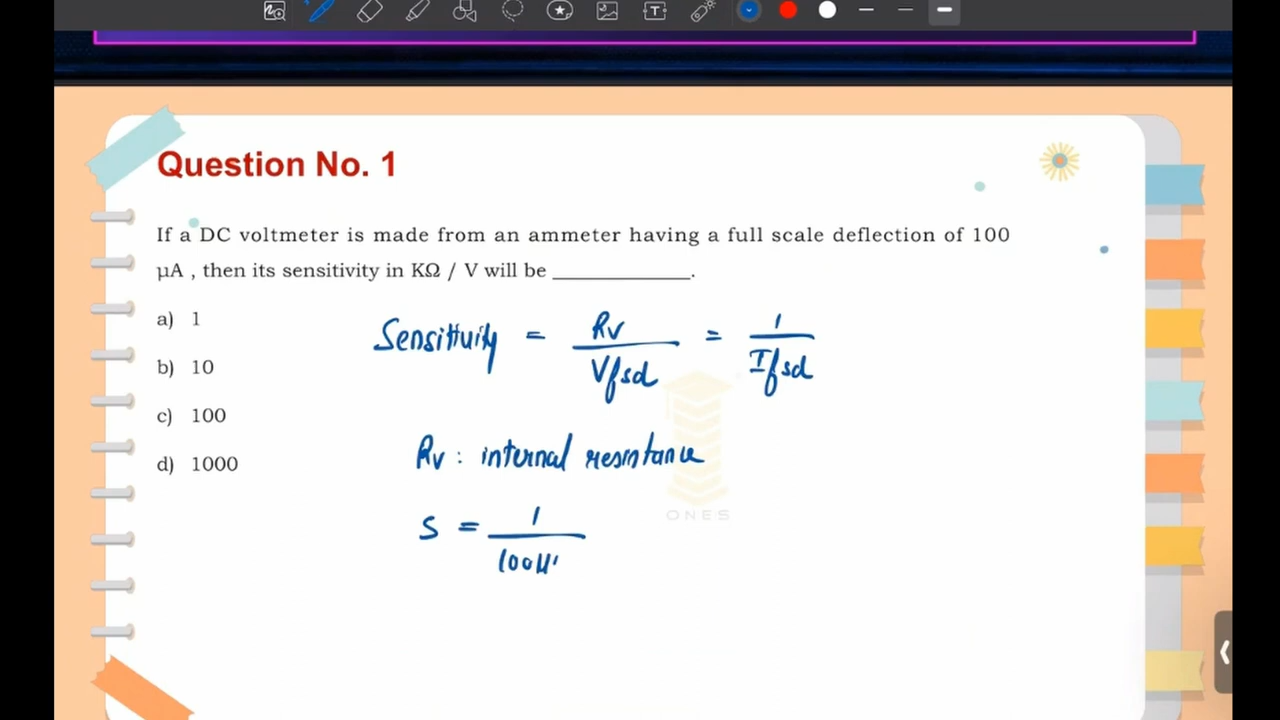 Question No. 1
If a DC voltmeter is made from an ammeter having a full scale deflection of 100
µA , then its sensitivity in KΩ / V will be ______________.
a) 1
b) 10
c) 100
d) 1000
Sensitivity = Rv / Vfsd = 1 / Ifsd
Rv : internal resistance
S = 1 / 100µ
ONES